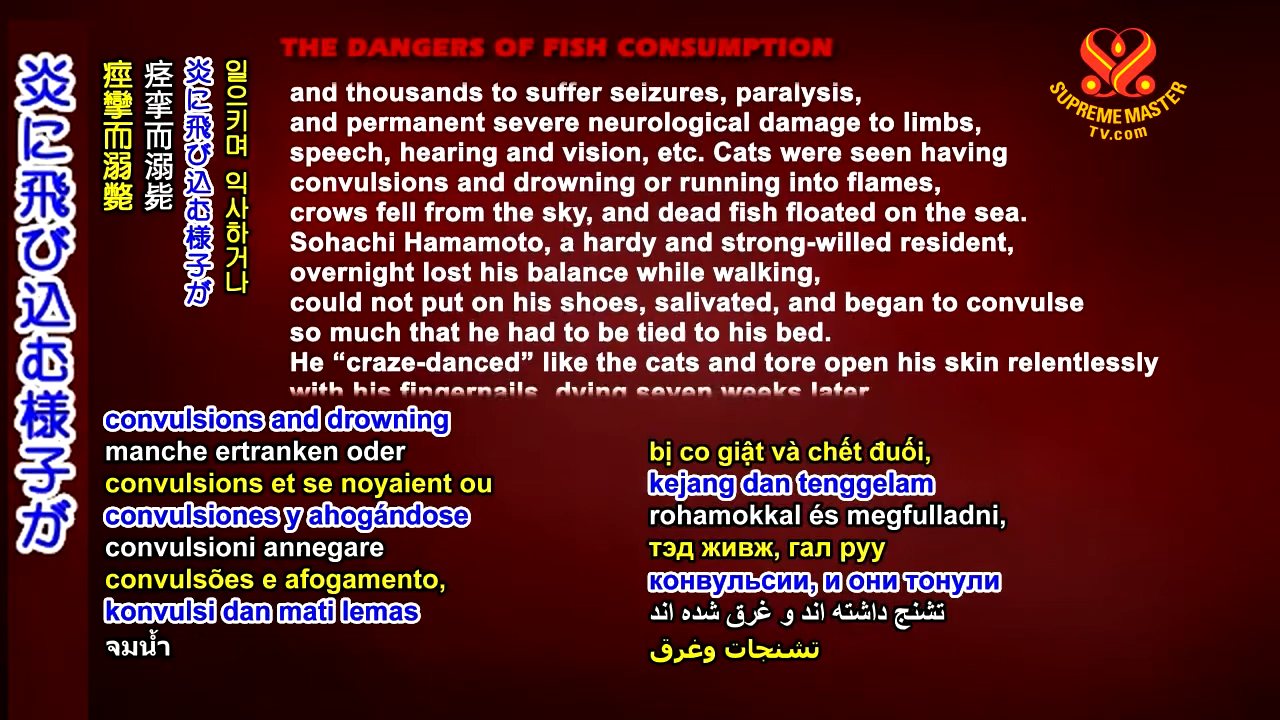 THE DANGERS OF FISH CONSUMPTION
SUPREME MASTER
TV.com
and thousands to suffer seizures, paralysis,
and permanent severe neurological damage to limbs,
speech, hearing and vision, etc. Cats were seen having
convulsions and drowning or running into flames,
crows fell from the sky, and dead fish floated on the sea.
Sohachi Hamamoto, a hardy and strong-willed resident,
overnight lost his balance while walking,
could not put on his shoes, salivated, and began to convulse
so much that he had to be tied to his bed.
He “craze-danced” like the cats and tore open his skin relentlessly
with his fingernails, dying seven weeks later
炎に飛び込む様子が
痙攣而溺斃
痉挛而溺毙
炎に飛び込む様子が
일으키며 익사하거나
convulsions and drowning
manche ertranken oder
convulsions et se noyaient ou
convulsiones y ahogándose
convulsioni annegare
convulsões e afogamento,
konvulsi dan mati lemas
จมน้ำ
bị co giật và chết đuối,
kejang dan tenggelam
rohamokkal és megfulladni,
тэд живж, гал руу
конвульсии, и они тонули
تشنج داشته اند و غرق شده اند
تشنجات وغرق